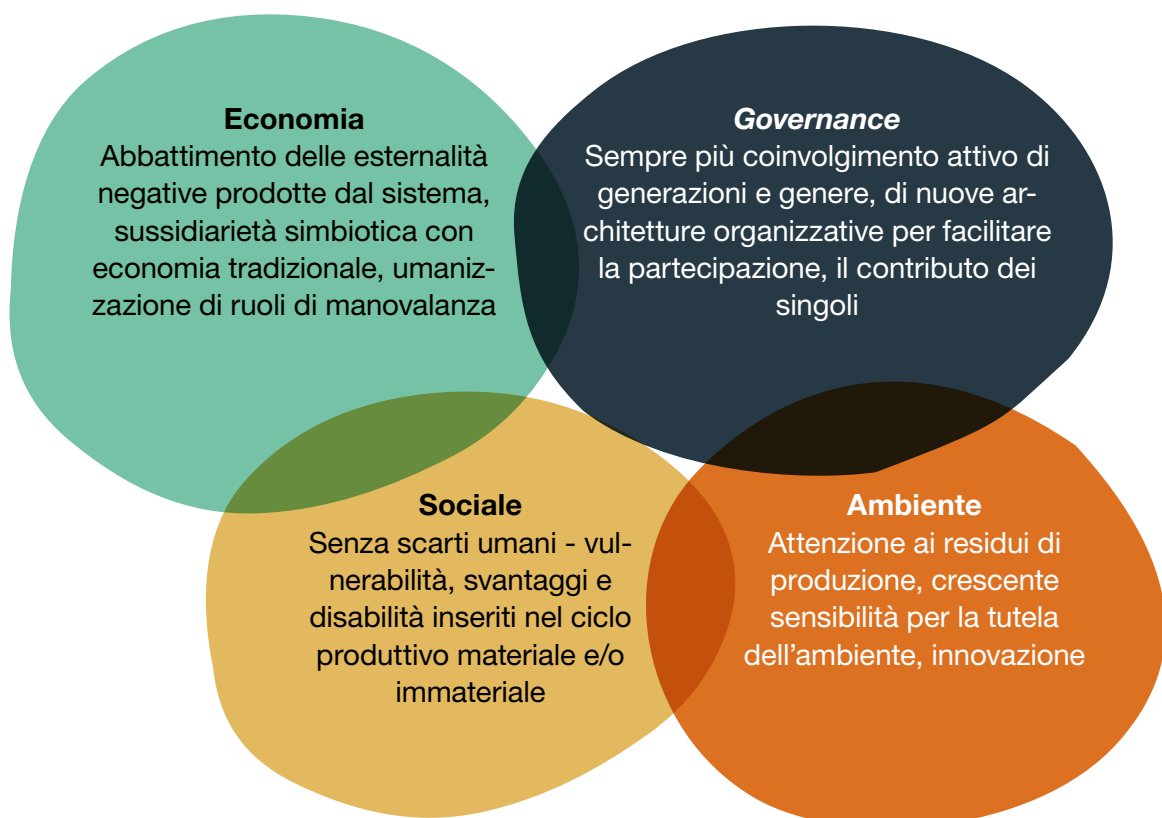 Economia
Abbattimento delle esternalità
negative prodotte dal sistema,
sussidiarietà simbiotica con
economia tradizionale, umaniz-
zazione di ruoli di manovalanza
Governance
Sempre più coinvolgimento attivo di
generazioni e genere, di nuove ar-
chitetture organizzative per facilitare
la partecipazione, il contributo dei
singoli
Sociale
Senza scarti umani - vul-
nerabilità, svantaggi e
disabilità inseriti nel ciclo
produttivo materiale e/o
immateriale
Ambiente
Attenzione ai residui di
produzione, crescente
sensibilità per la tutela
dell’ambiente, innovazione